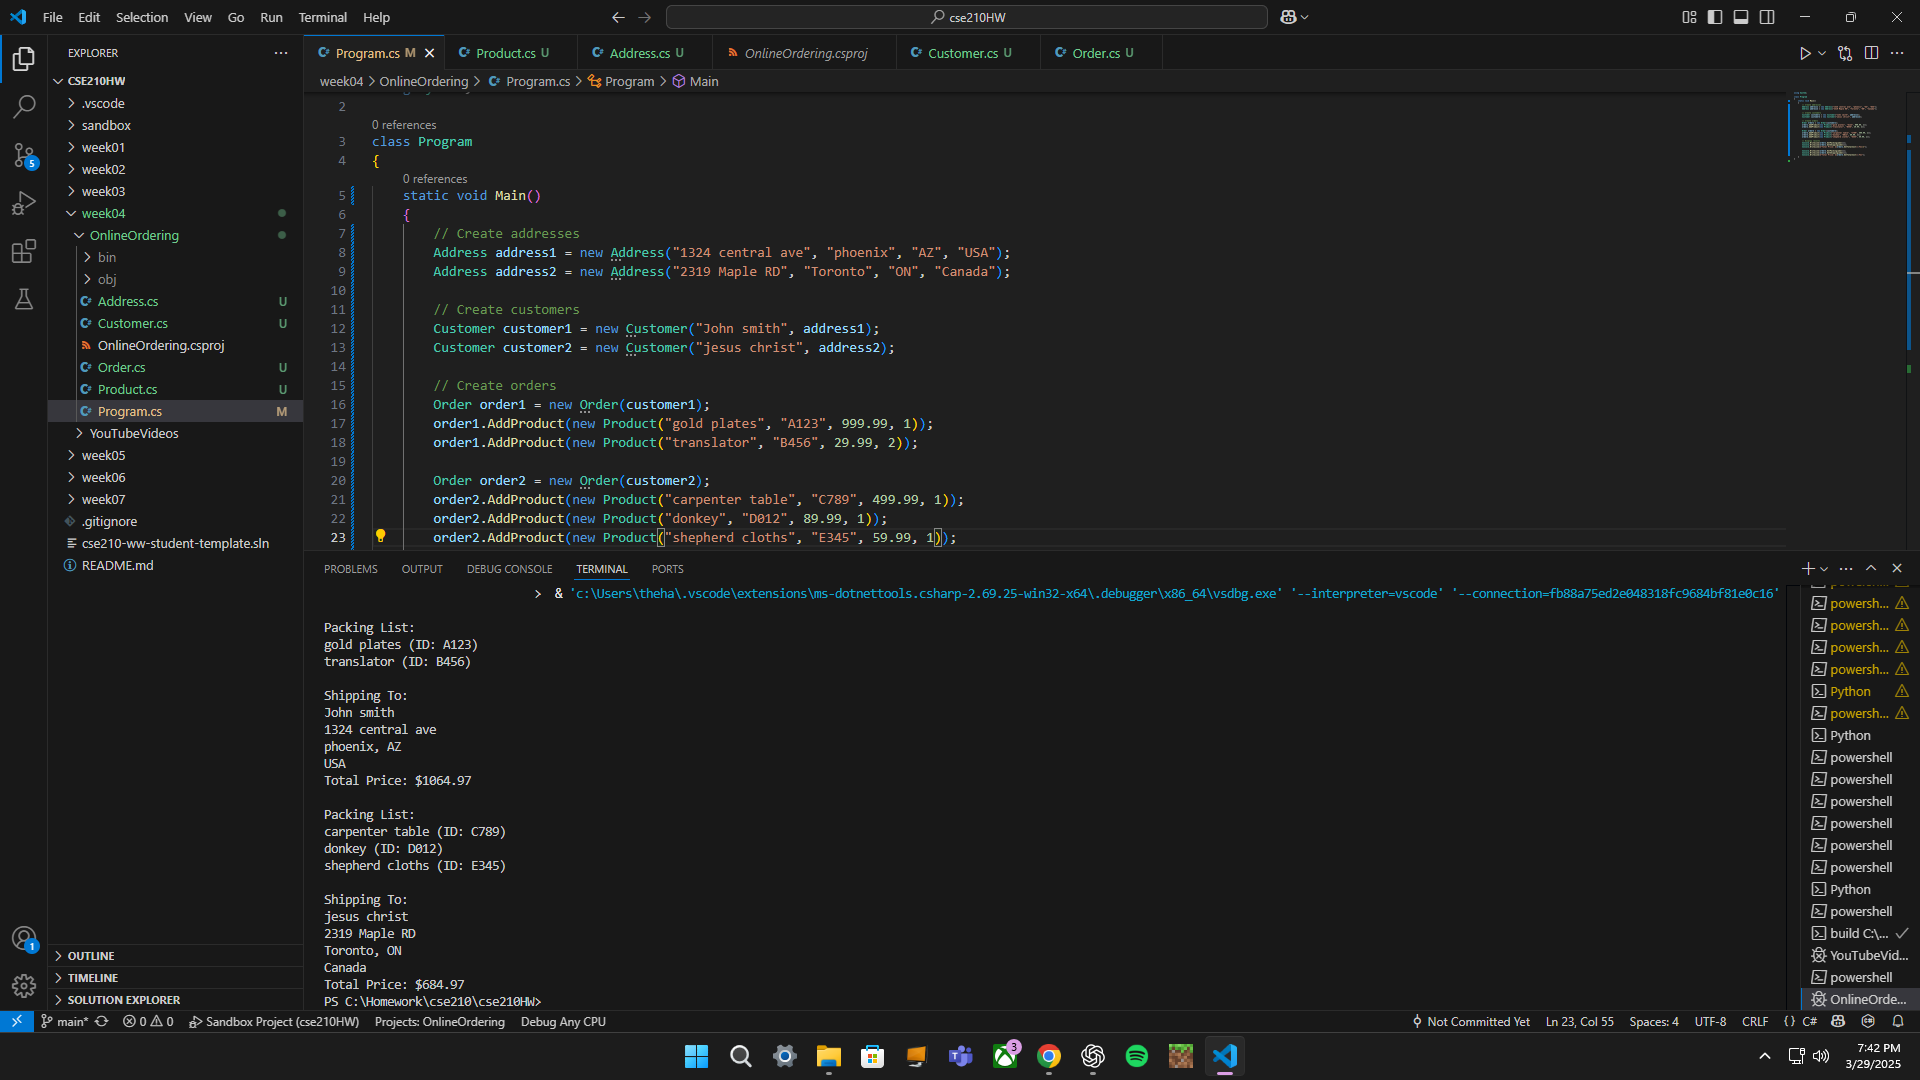 File Edit Selection View Go Run Terminal Help
cse210HW
EXPLORER
CSE210HW
.vscode
sandbox
week01
week02
week03
week04
OnlineOrdering
bin
obj
Address.cs U
Customer.cs U
OnlineOrdering.csproj
Order.cs U
Product.cs U
Program.cs M
YouTubeVideos
week05
week06
week07
.gitignore
cse210-ww-student-template.sln
README.md
OUTLINE
TIMELINE
SOLUTION EXPLORER
5
1
Program.cs M Product.cs U Address.cs U OnlineOrdering.csproj Customer.cs U Order.cs U
week04 > OnlineOrdering > Program.cs > Program > Main
2
0 references
3 class Program
4 {
0 references
5 static void Main()
6 {
7 // Create addresses
8 Address address1 = new Address("1324 central ave", "phoenix", "AZ", "USA");
9 Address address2 = new Address("2319 Maple RD", "Toronto", "ON", "Canada");
10
11 // Create customers
12 Customer customer1 = new Customer("John smith", address1);
13 Customer customer2 = new Customer("jesus christ", address2);
14
15 // Create orders
16 Order order1 = new Order(customer1);
17 order1.AddProduct(new Product("gold plates", "A123", 999.99, 1));
18 order1.AddProduct(new Product("translator", "B456", 29.99, 2));
19
20 Order order2 = new Order(customer2);
21 order2.AddProduct(new Product("carpenter table", "C789", 499.99, 1));
22 order2.AddProduct(new Product("donkey", "D012", 89.99, 1));
23 order2.AddProduct(new Product("shepherd cloths", "E345", 59.99, 1));
PROBLEMS OUTPUT DEBUG CONSOLE TERMINAL PORTS
> & 'c:\Users\theha\.vscode\extensions\ms-dotnettools.csharp-2.69.25-win32-x64\.debugger\x86_64\vsdbg.exe' '--interpreter=vscode' '--connection=fb88a75ed2e048318fc9684bf81e0c16'
Packing List:
gold plates (ID: A123)
translator (ID: B456)
Shipping To:
John smith
1324 central ave
phoenix, AZ
USA
Total Price: $1064.97
Packing List:
carpenter table (ID: C789)
donkey (ID: D012)
shepherd cloths (ID: E345)
Shipping To:
jesus christ
2319 Maple RD
Toronto, ON
Canada
Total Price: $684.97
PS C:\Homework\cse210\cse210HW>
powersh...
powersh...
powersh...
powersh...
Python
powersh...
Python
powershell
powershell
powershell
powershell
powershell
powershell
Python
powershell
build C:\...
YouTubeVid...
powershell
OnlineOrde...
main* 0 0 Sandbox Project (cse210HW) Projects: OnlineOrdering Debug Any CPU Not Committed Yet Ln 23, Col 55 Spaces: 4 UTF-8 CRLF {} C#
3
7:42 PM
3/29/2025